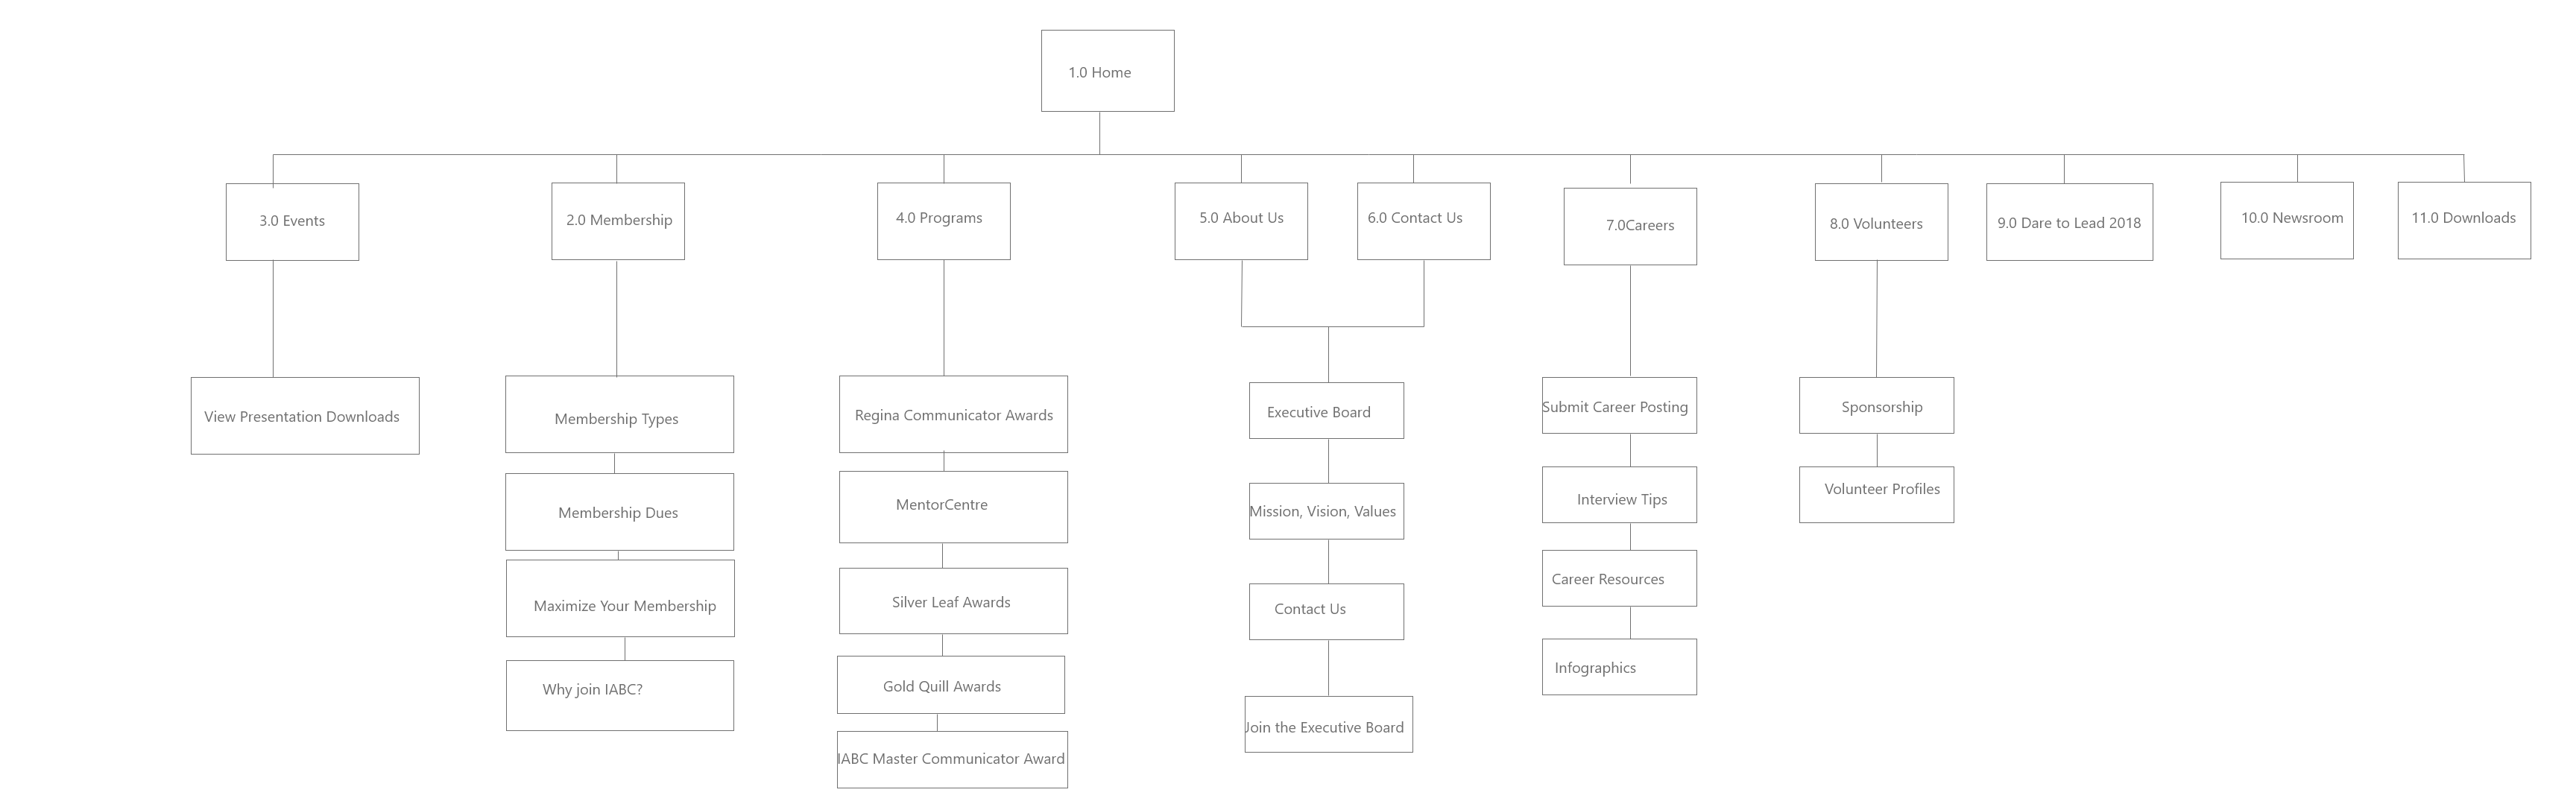 1.0 Home
3.0 Events
2.0 Membership
4.0 Programs
5.0 About Us
6.0 Contact Us
7.0Careers
8.0 Volunteers
9.0 Dare to Lead 2018
10.0 Newsroom
11.0 Downloads
View Presentation Downloads
Membership Types
Membership Dues
Maximize Your Membership
Why join IABC?
Regina Communicator Awards
MentorCentre
Silver Leaf Awards
Gold Quill Awards
IABC Master Communicator Award
Executive Board
Mission, Vision, Values
Contact Us
Join the Executive Board
Submit Career Posting
Interview Tips
Career Resources
Infographics
Sponsorship
Volunteer Profiles